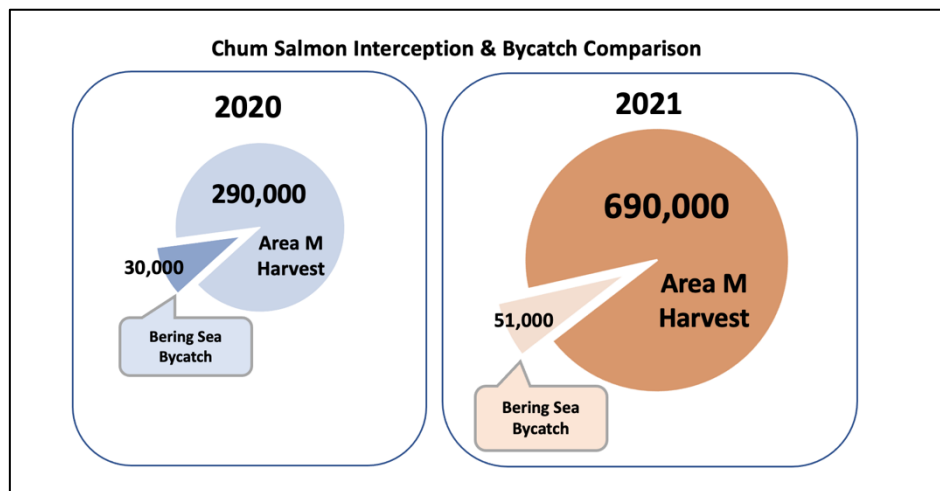 Chum Salmon Interception & Bycatch Comparison
2020
290,000
Area M
Harvest
30,000
Bering Sea
Bycatch
2021
690,000
Area M
Harvest
51,000
Bering Sea
Bycatch